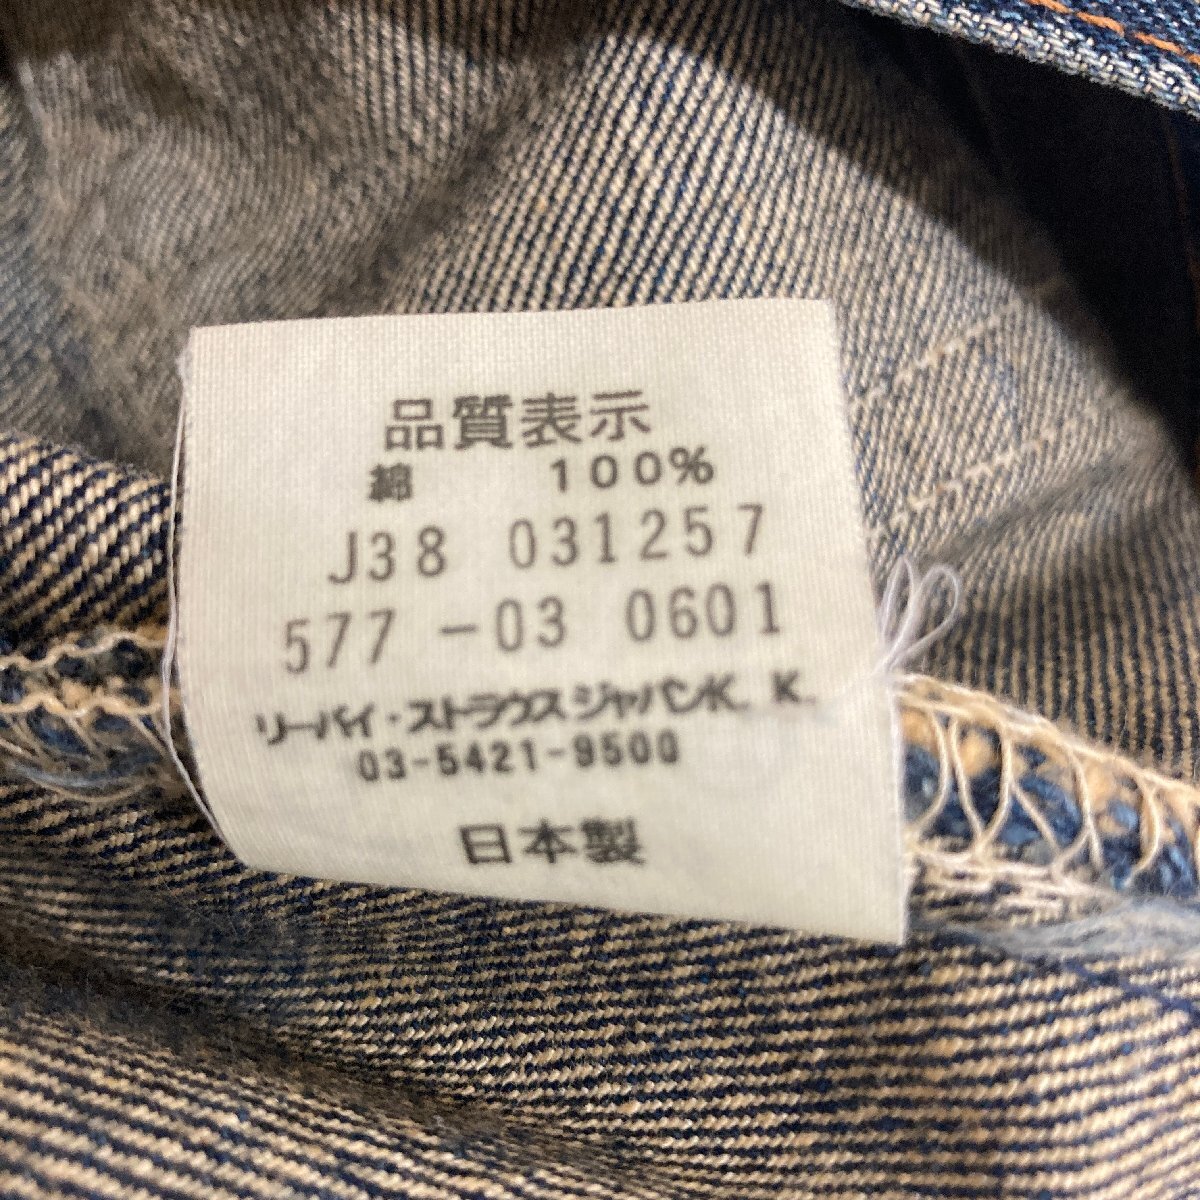 品質表示
綿 100%
J38 031257
577 -03 0601
リーバイ・ストラウスジャパンK. K.
03-5421-9500
日本製